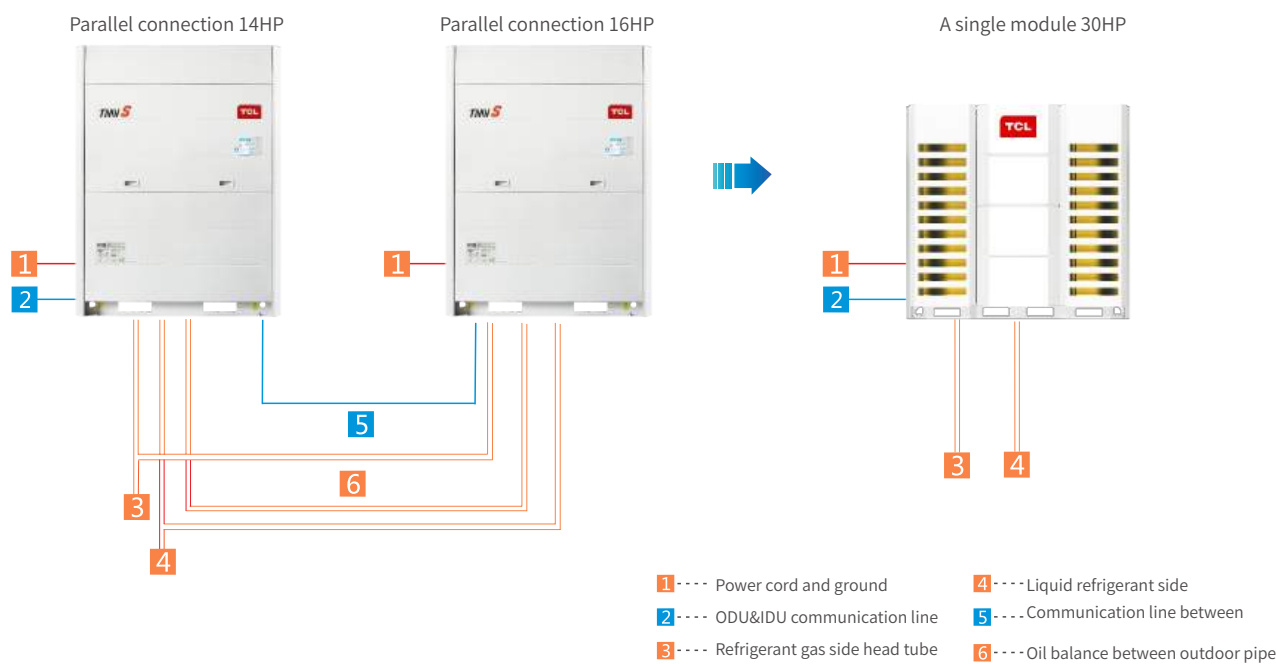 Parallel connection 14HP
Parallel connection 16HP
A single module 30HP
TMV S
TCL
TMV S
TCL
TCL
1
2
1
1
2
5
6
3
4
3
4
1 ---- Power cord and ground
2 ---- ODU&IDU communication line
3 ---- Refrigerant gas side head tube
4 ---- Liquid refrigerant side
5 ---- Communication line between
6 ---- Oil balance between outdoor pipe